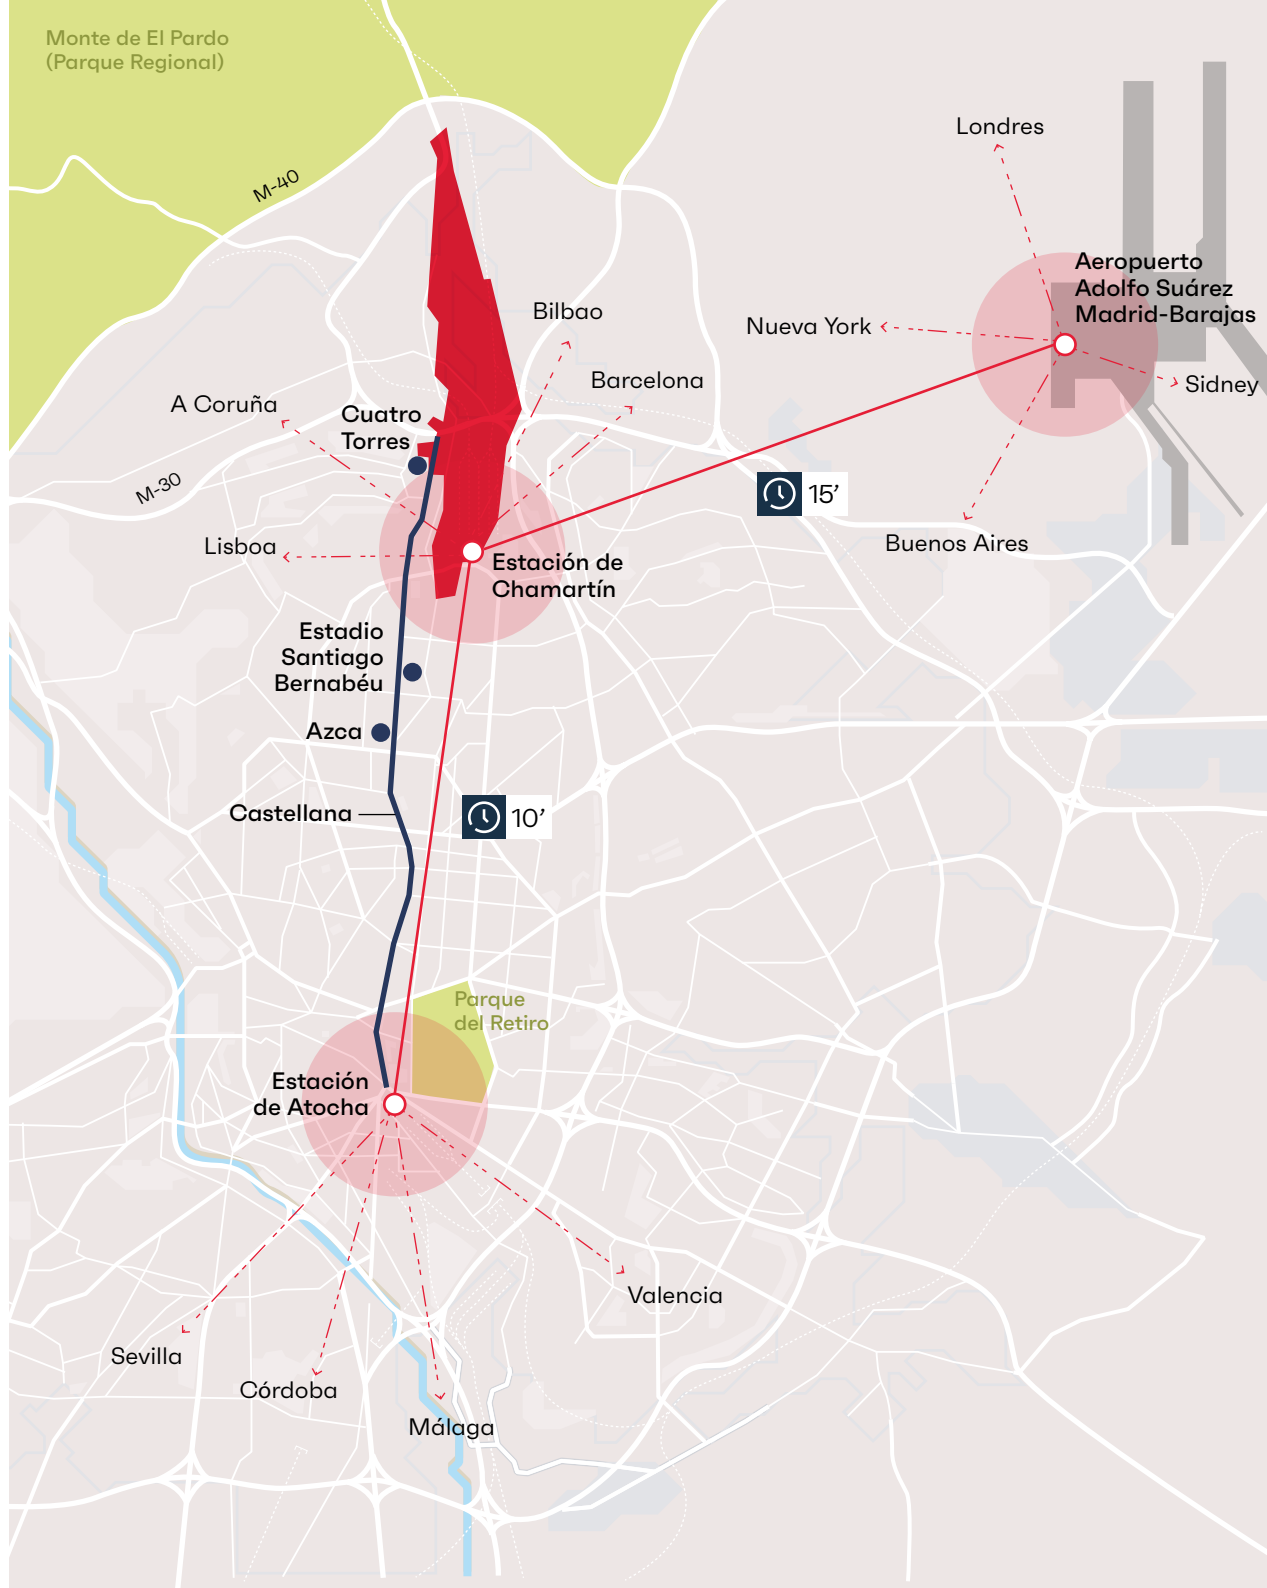 Monte de El Pardo
(Parque Regional)
Londres
M-40
Aeropuerto
Adolfo Suárez
Madrid-Barajas
Bilbao
Nueva York
Barcelona
Sidney
A Coruña
Cuatro
Torres
M-30
15’
Lisboa
Buenos Aires
Estación de
Chamartín
Estadio
Santiago
Bernabéu
Azca
Castellana
10’
Parque
del Retiro
Estación
de Atocha
Valencia
Sevilla
Córdoba
Málaga